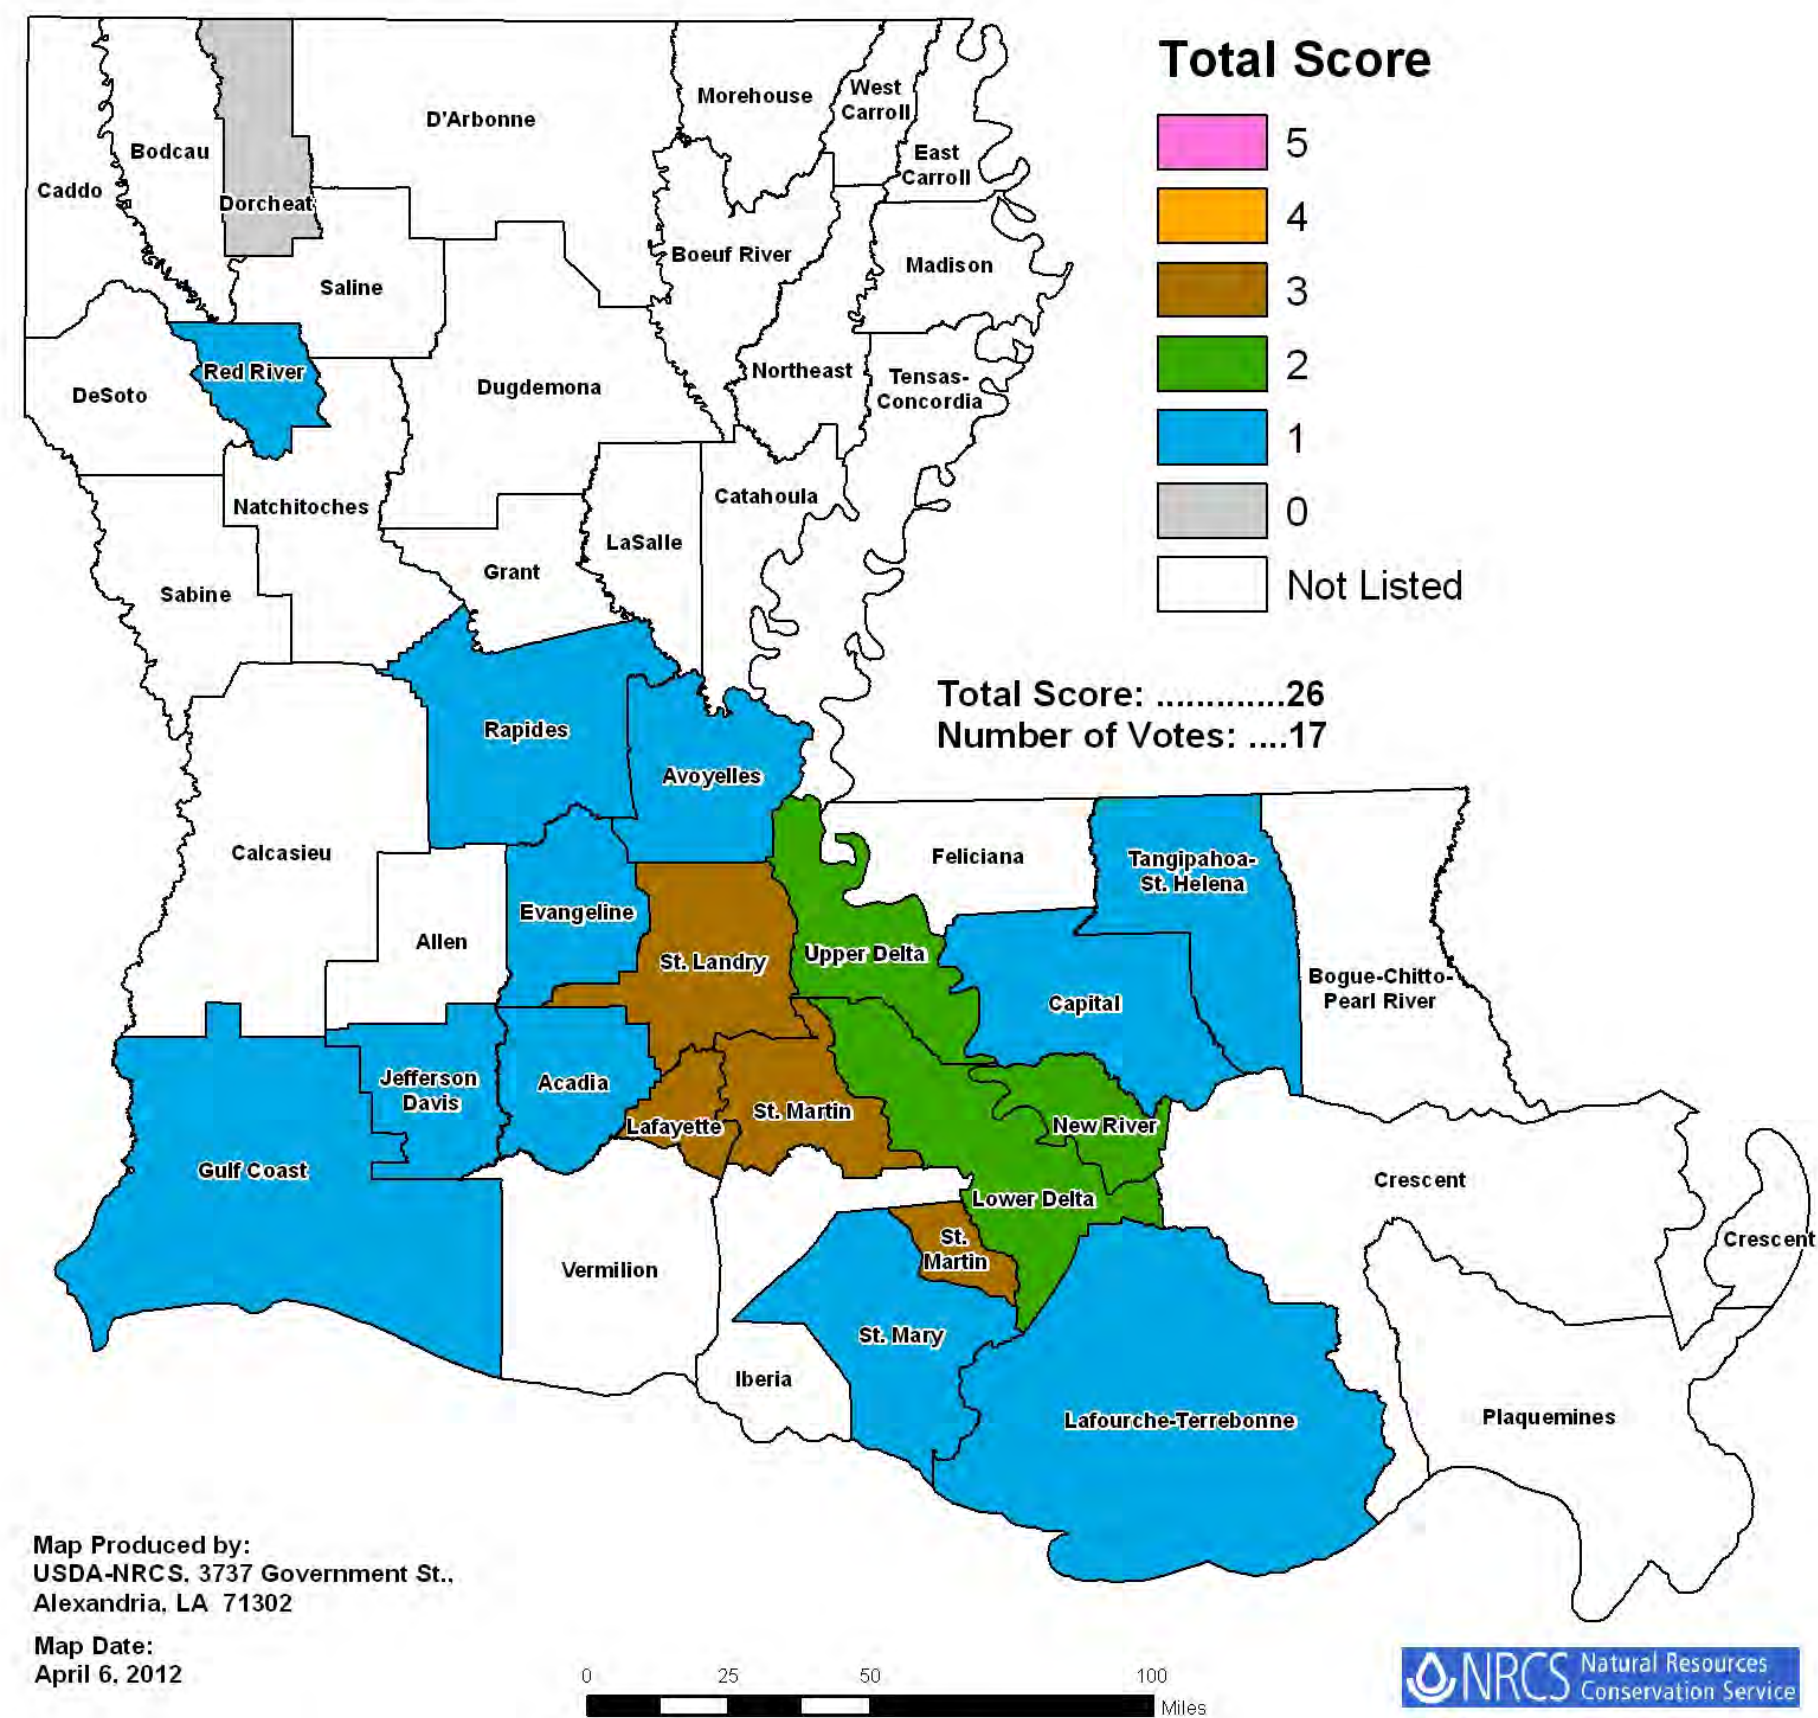 Total Score
5
4
3
2
1
0
Not Listed
Total Score: .............26
Number of Votes: ....17
Morehouse
West
Carroll
D'Arbonne
Bodcau
East
Carroll
Caddo
Dorcheat
Boeuf River
Madison
Saline
Red River
Northeast
Tensas-
Concordia
DeSoto
Dugdemona
Natchitoches
Catahoula
LaSalle
Grant
Sabine
Rapides
Avoyelles
Calcasieu
Feliciana
Tangipahoa-
St. Helena
Evangeline
Allen
St. Landry
Upper Delta
Capital
Bogue-Chitto-
Pearl River
Jefferson
Davis
Acadia
St. Martin
Lafayette
New River
Gulf Coast
Crescent
Lower Delta
St.
Martin
Crescent
Vermilion
St. Mary
Iberia
Lafourche-Terrebonne
Plaquemines
Map Produced by:
USDA-NRCS, 3737 Government St.,
Alexandria, LA 71302
Map Date:
April 6, 2012
0 25 50 100
Miles
NRCS
Natural Resources
Conservation Service